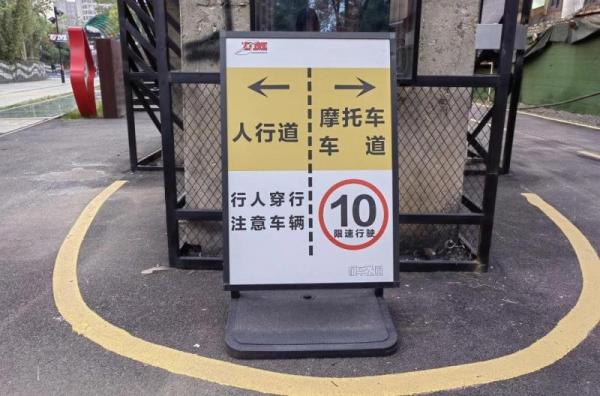 人行道
摩托车
车道
行人穿行
注意车辆
10
限速行驶